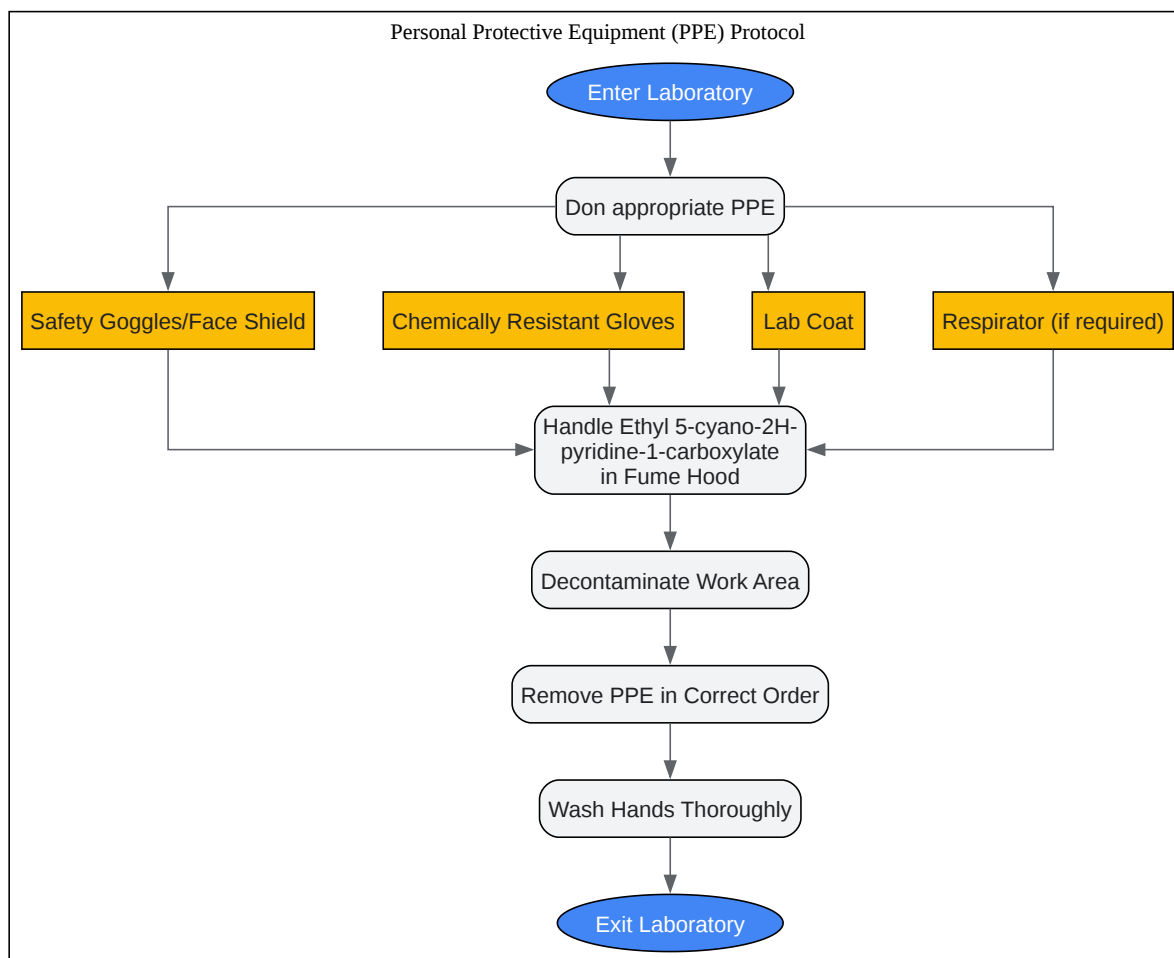 Personal Protective Equipment (PPE) Protocol
Enter Laboratory
Don appropriate PPE
Safety Goggles/Face Shield
Chemically Resistant Gloves
Lab Coat
Respirator (if required)
Handle Ethyl 5-cyano-2H-
pyridine-1-carboxylate
in Fume Hood
Decontaminate Work Area
Remove PPE in Correct Order
Wash Hands Thoroughly
Exit Laboratory